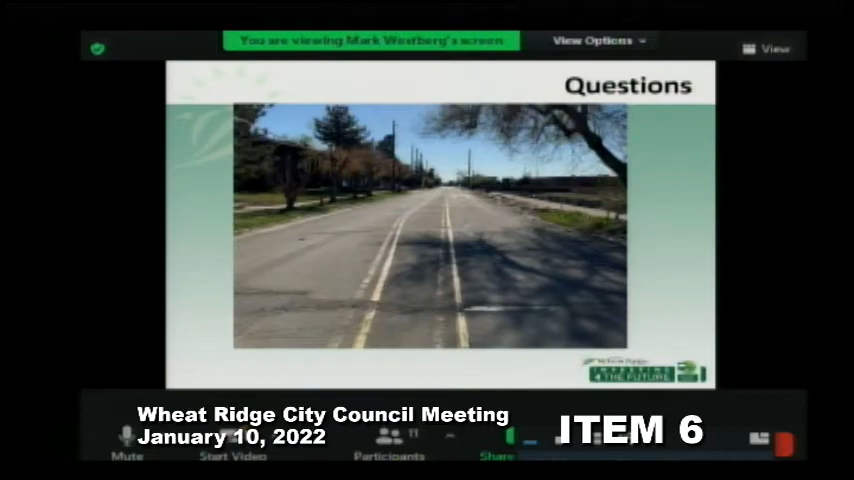 You are viewing Mark Westberg's screen
View Options
View
Questions
INVESTING
4 THE FUTURE
Wheat Ridge City Council Meeting
January 10, 2022
ITEM 6
Mute
Start Video
Participants
11
Share